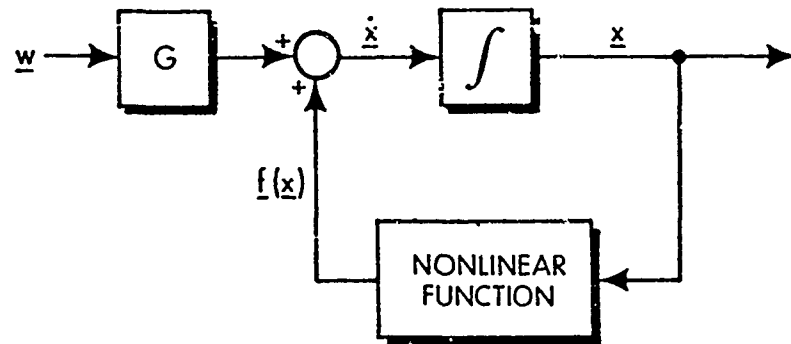 w
G
+
+
ẋ
∫
x
f(x)
NONLINEAR
FUNCTION